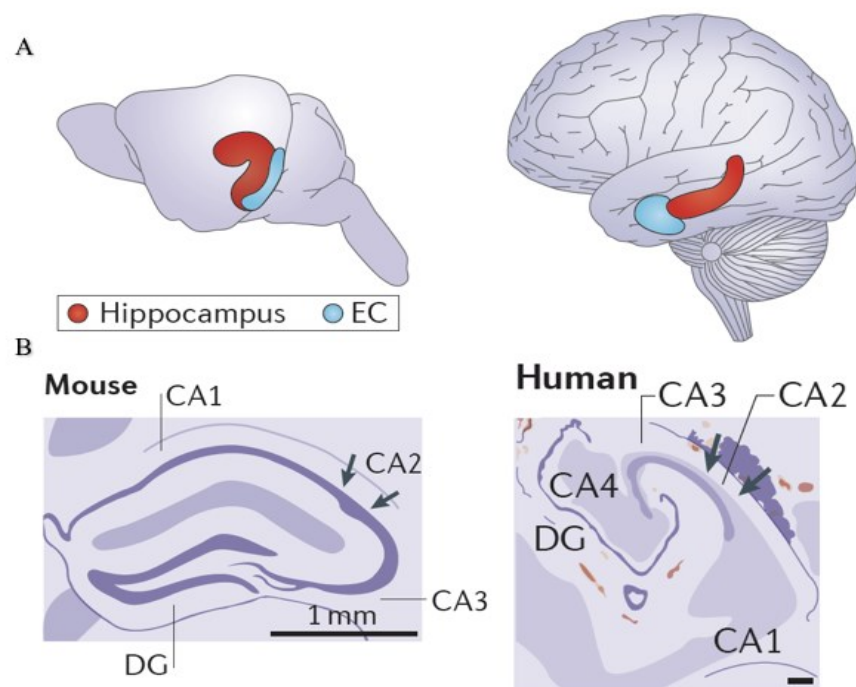 A
Hippocampus EC
B
Mouse
CA1
CA2
CA3
DG
1 mm
Human
CA3
CA2
CA4
DG
CA1